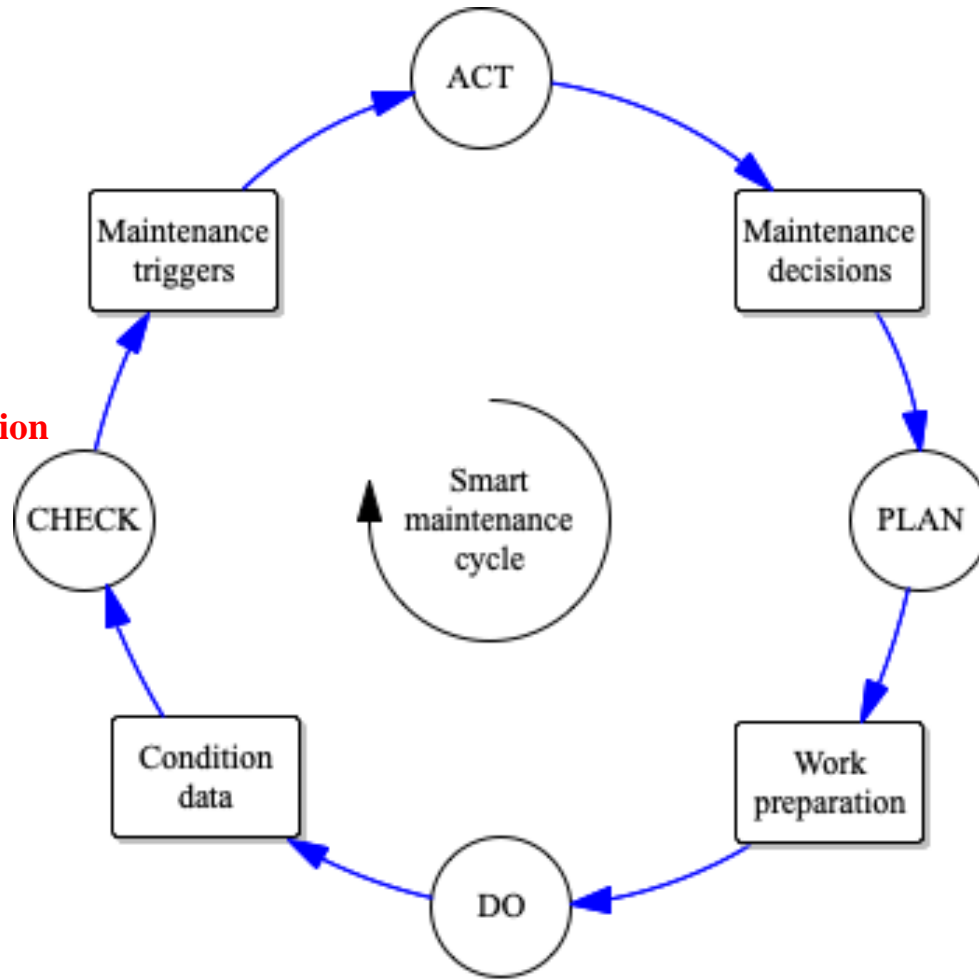 ACT
Maintenance
triggers
Maintenance
decisions
ion
Smart
maintenance
cycle
CHECK
PLAN
Condition
data
Work
preparation
DO